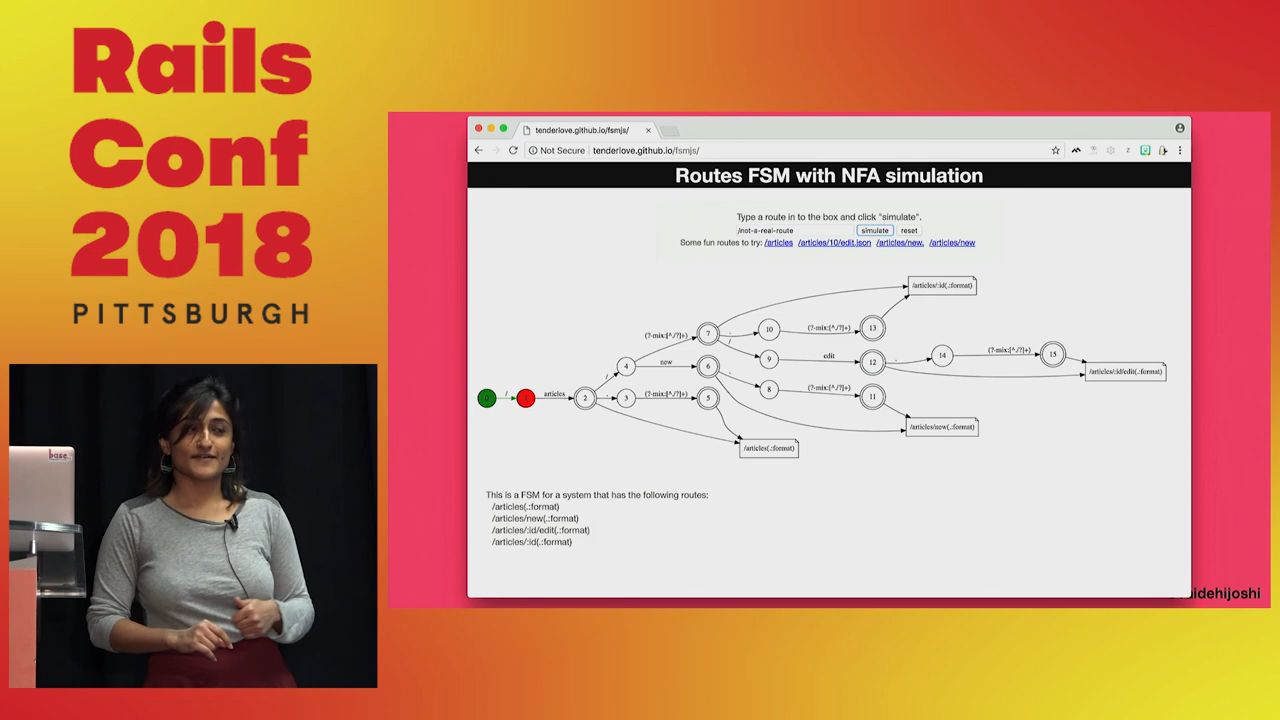 Rails
Conf
2018
PITTSBURGH
base
tenderlove.github.io/fsmjs/
Not Secure tenderlove.github.io/fsmjs/
Routes FSM with NFA simulation
Type a route in to the box and click "simulate".
/not-a-real-route simulate reset
Some fun routes to try: /articles /articles/10/edit.json /articles/new. /articles/new
/articles/:id(.:format)
(?-mix:[^./?]+) 7 . 10 (?-mix:[^./?]+) 13
/ 9 edit 12 . 14 (?-mix:[^./?]+) 15
/articles/:id/edit(.:format)
/ 4 new 6 . 8 (?-mix:[^./?]+) 11
0 / articles 2 . 3 (?-mix:[^./?]+) 5
/articles/new(.:format)
/articles(.:format)
This is a FSM for a system that has the following routes:
/articles(.:format)
/articles/new(.:format)
/articles/:id/edit(.:format)
/articles/:id(.:format)
idehijoshi